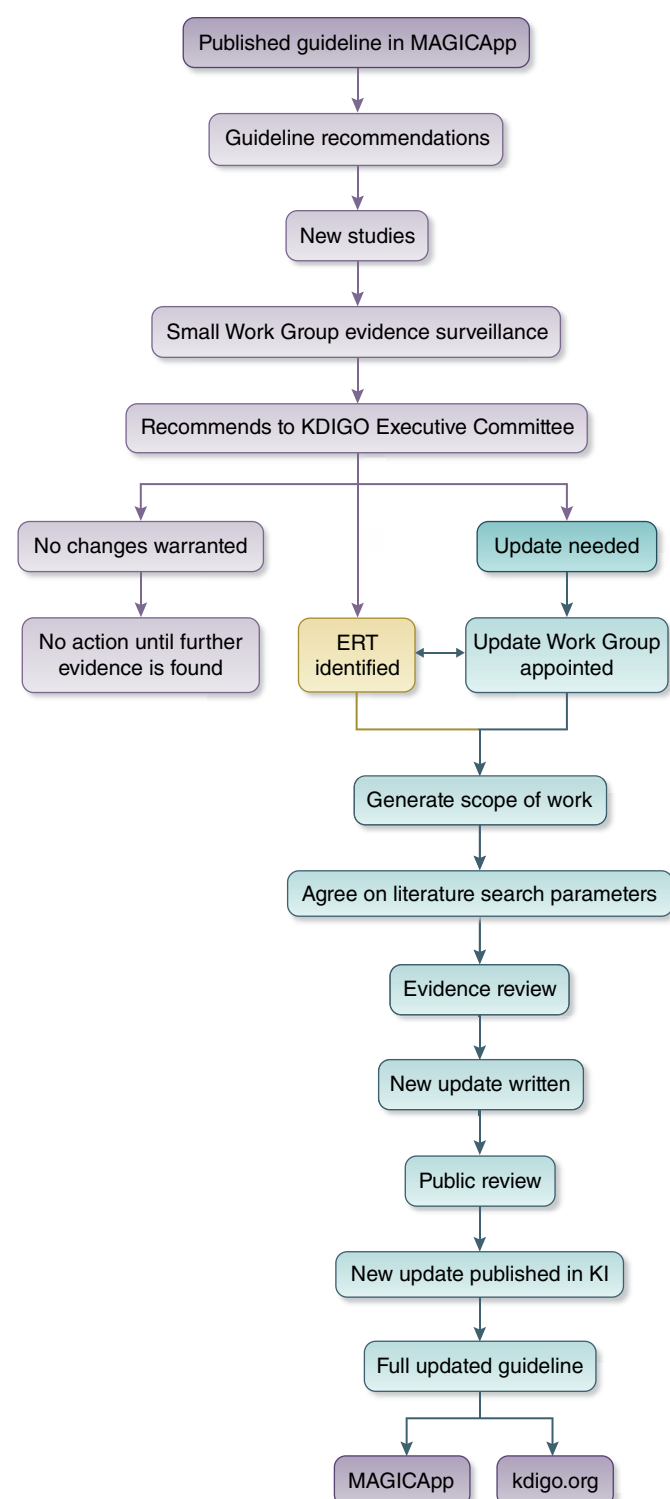 Published guideline in MAGICApp
Guideline recommendations
New studies
Small Work Group evidence surveillance
Recommends to KDIGO Executive Committee
No changes warranted
Update needed
No action until further
evidence is found
ERT
identified
Update Work Group
appointed
Generate scope of work
Agree on literature search parameters
Evidence review
New update written
Public review
New update published in KI
Full updated guideline
MAGICApp
kdigo.org